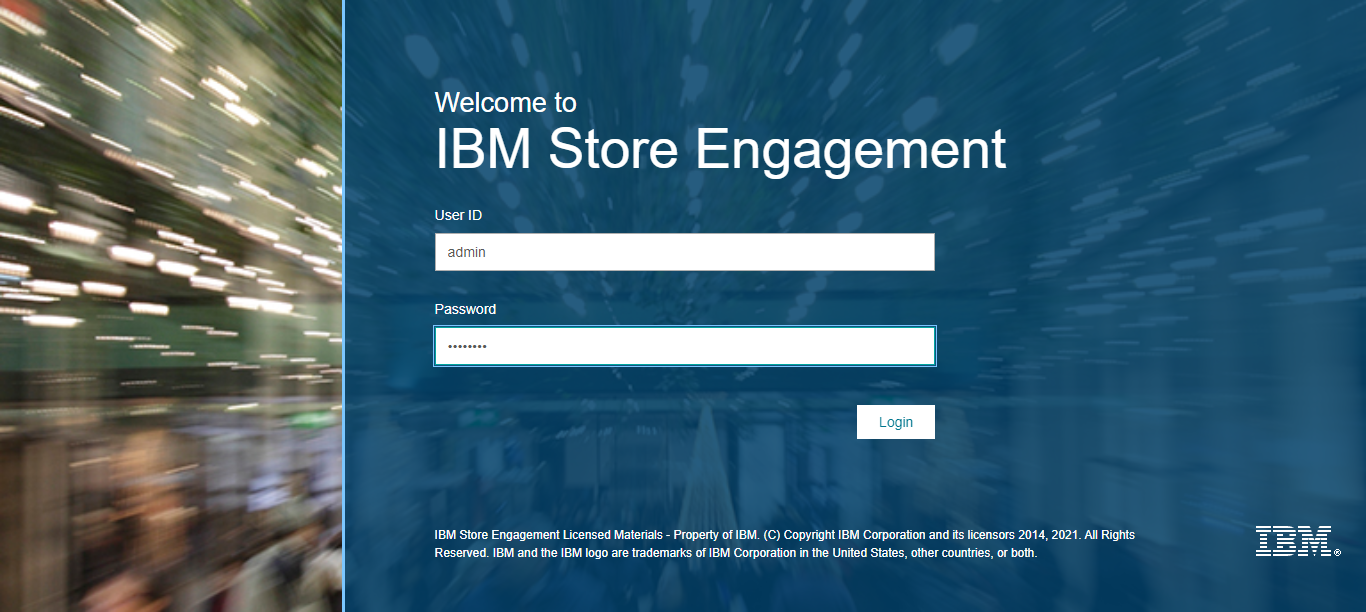 Welcome to
IBM Store Engagement
User ID
admin
Password
••••••••
Login
IBM Store Engagement Licensed Materials - Property of IBM. (C) Copyright IBM Corporation and its licensors 2014, 2021. All Rights
Reserved. IBM and the IBM logo are trademarks of IBM Corporation in the United States, other countries, or both.
IBM®